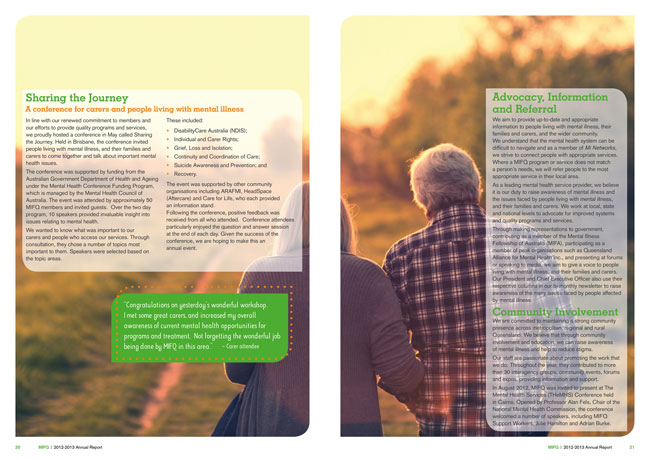 Sharing the Journey
A conference for carers and people living with mental illness
In line with our renewed commitment to members and
our efforts to provide quality programs and services,
we proudly hosted a conference in May called Sharing
the Journey. Held in Brisbane, the conference invited
people living with mental illness, and their families and
carers to come together and talk about important mental
health issues.
The conference was supported by funding from the
Australian Government Department of Health and Ageing
under the Mental Health Conference Funding Program,
which is managed by the Mental Health Council of
Australia. The event was attended by approximately 50
MIFQ members and invited guests. Over the two day
program, 10 speakers provided invaluable insight into
issues relating to mental health.
We wanted to know what was important to our
carers and people who access our services. Through
consultation, they chose a number of topics most
important to them. Speakers were selected based on
the topic areas.
These included:
• DisabilityCare Australia (NDIS);
• Individual and Carer Rights;
• Grief, Loss and Isolation;
• Continuity and Coordination of Care;
• Suicide Awareness and Prevention; and
• Recovery.
The event was supported by other community
organisations including ARAFMI, HeadSpace
(Aftercare) and Care for Life, who each provided
an information stand.
Following the conference, positive feedback was
received from all who attended. Conference attendees
particularly enjoyed the question and answer session
at the end of each day. Given the success of the
conference, we are hoping to make this an
annual event.
"Congratulations on yesterday's wonderful workshop.
I met some great carers, and increased my overall
awareness of current mental health opportunities for
programs and treatment. Not forgetting the wonderful job
being done by MIFQ in this area." – Carer attendee
20 MIFQ | 2012-2013 Annual Report
Advocacy, Information
and Referral
We aim to provide up-to-date and appropriate
information to people living with mental illness, their
families and carers, and the wider community.
We understand that the mental health system can be
difficult to navigate and as a member of MI Networks,
we strive to connect people with appropriate services.
Where a MIFQ program or service does not match
a person's needs, we will refer people to the most
appropriate service in their local area.
As a leading mental health service provider, we believe
it is our duty to raise awareness of mental illness and
the issues faced by people living with mental illness,
and their families and carers. We work at local, state
and national levels to advocate for improved systems
and quality programs and services.
Through making representations to government,
contributing as a member of the Mental Illness
Fellowship of Australia (MIFA), participating as a
member of peak organisations such as Queensland
Alliance for Mental Health Inc., and presenting at forums
or speaking to media, we aim to give a voice to people
living with mental illness, and their families and carers.
Our President and Chief Executive Officer also use their
respective columns in our bi-monthly newsletter to raise
awareness of the many issues faced by people affected
by mental illness.
Community Involvement
We are committed to maintaining a strong community
presence across metropolitan, regional and rural
Queensland. We believe that through community
involvement and education, we can raise awareness
of mental illness and help to reduce stigma.
Our staff are passionate about promoting the work that
we do. Throughout the year, they contributed to more
than 30 interagency groups, community events, forums
and expos, providing information and support.
In August 2012, MIFQ was invited to present at The
Mental Health Services (THeMHS) Conference held
in Cairns. Opened by Professor Alan Fels, Chair of the
National Mental Health Commission, the conference
welcomed a number of speakers, including MIFQ
Support Workers, Julie Hamilton and Adrian Burke.
MIFQ | 2012-2013 Annual Report 21